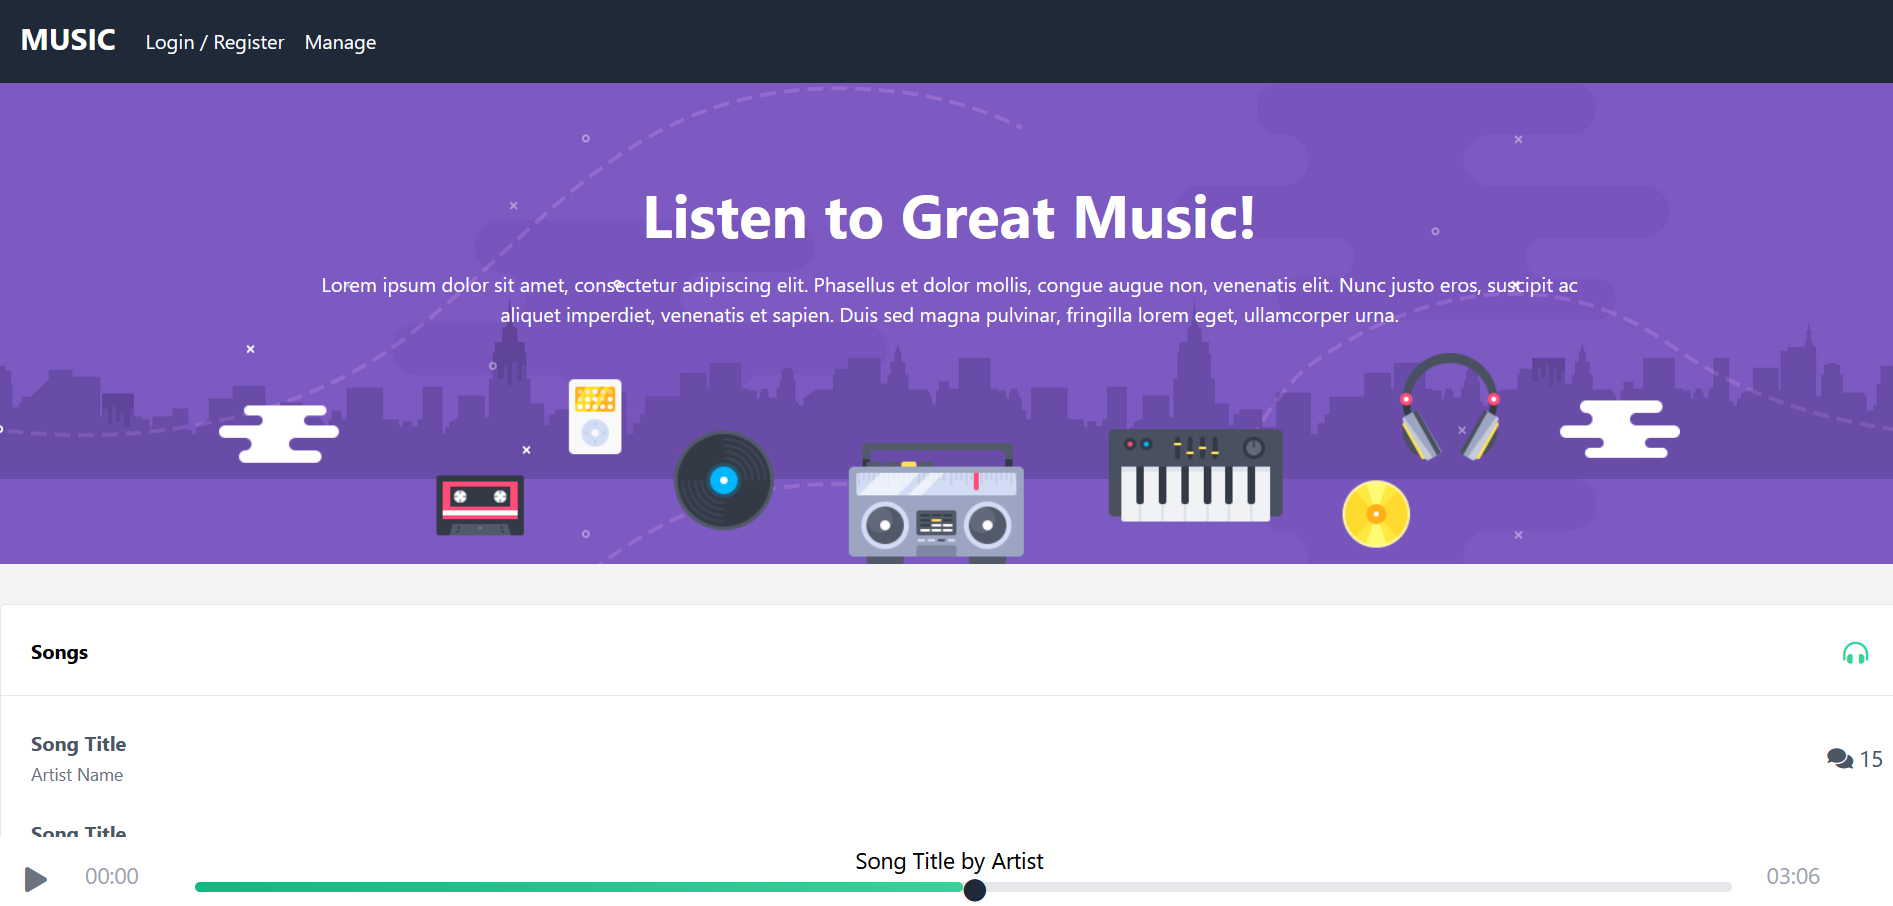 MUSIC Login / Register Manage
Listen to Great Music!
Lorem ipsum dolor sit amet, consectetur adipiscing elit. Phasellus et dolor mollis, congue augue non, venenatis elit. Nunc justo eros, suscipit ac
aliquet imperdiet, venenatis et sapien. Duis sed magna pulvinar, fringilla lorem eget, ullamcorper urna.
Songs
Song Title
15
Artist Name
Song Title
Song Title by Artist
00:00 03:06